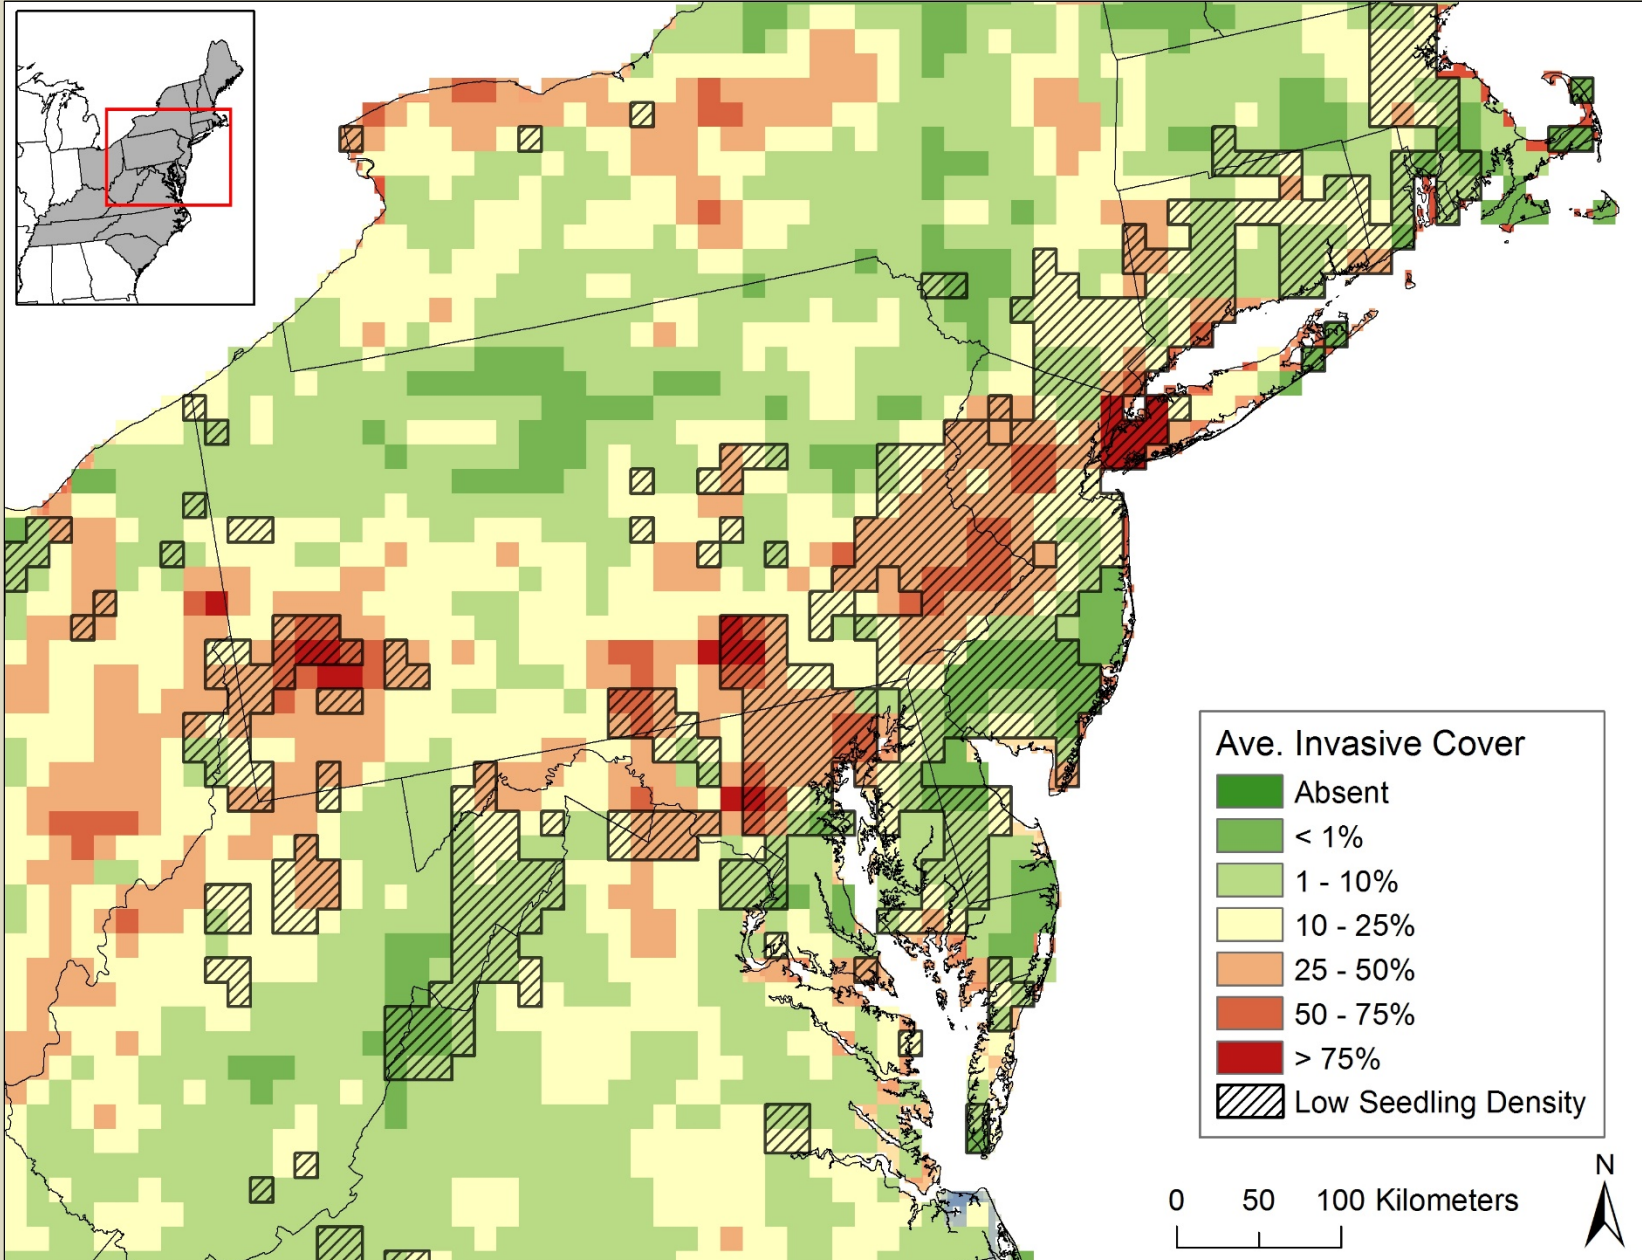 Ave. Invasive Cover
Absent
< 1%
1 - 10%
10 - 25%
25 - 50%
50 - 75%
> 75%
Low Seedling Density
N
0 50 100 Kilometers